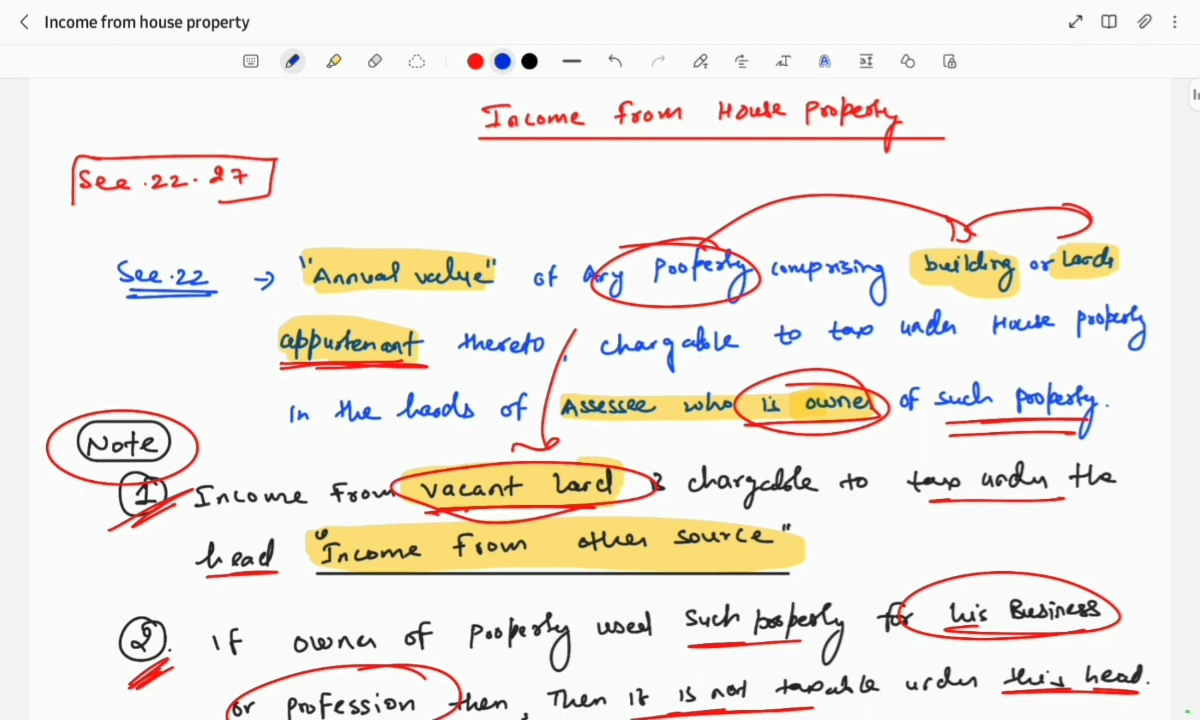 Income from house property
Income from House Property
Sec.22.27
Sec.22 → "Annual value" of Any Property comprising building or Lands
appurtenant thereto, chargable to tax under House property
in the hands of Assessee who is owner of such property.
Note
1 Income from vacant land is chargeable to tax under the
head "Income from other source"
2. If owner of Property used such property for his Business
or profession then, Then it is not taxable under this head.